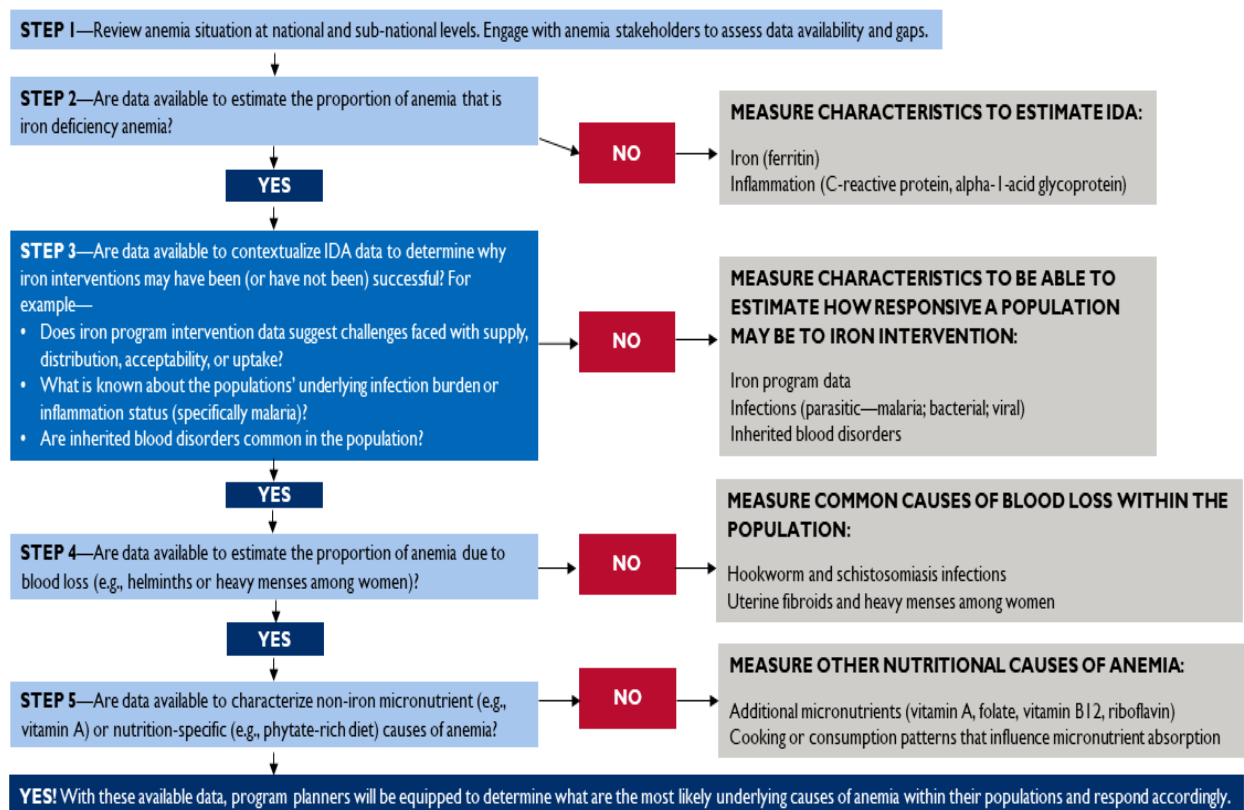 STEP 1—Review anemia situation at national and sub-national levels. Engage with anemia stakeholders to assess data availability and gaps.
STEP 2—Are data available to estimate the proportion of anemia that is
iron deficiency anemia?
NO
MEASURE CHARACTERISTICS TO ESTIMATE IDA:
Iron (ferritin)
Inflammation (C-reactive protein, alpha-1-acid glycoprotein)
YES
STEP 3—Are data available to contextualize IDA data to determine why
iron interventions may have been (or have not been) successful? For
example—
• Does iron program intervention data suggest challenges faced with supply,
distribution, acceptability, or uptake?
• What is known about the populations' underlying infection burden or
inflammation status (specifically malaria)?
• Are inherited blood disorders common in the population?
NO
MEASURE CHARACTERISTICS TO BE ABLE TO
ESTIMATE HOW RESPONSIVE A POPULATION
MAY BE TO IRON INTERVENTION:
Iron program data
Infections (parasitic—malaria; bacterial; viral)
Inherited blood disorders
YES
STEP 4—Are data available to estimate the proportion of anemia due to
blood loss (e.g., helminths or heavy menses among women)?
NO
MEASURE COMMON CAUSES OF BLOOD LOSS WITHIN THE
POPULATION:
Hookworm and schistosomiasis infections
Uterine fibroids and heavy menses among women
YES
STEP 5—Are data available to characterize non-iron micronutrient (e.g.,
vitamin A) or nutrition-specific (e.g., phytate-rich diet) causes of anemia?
NO
MEASURE OTHER NUTRITIONAL CAUSES OF ANEMIA:
Additional micronutrients (vitamin A, folate, vitamin B12, riboflavin)
Cooking or consumption patterns that influence micronutrient absorption
YES! With these available data, program planners will be equipped to determine what are the most likely underlying causes of anemia within their populations and respond accordingly.